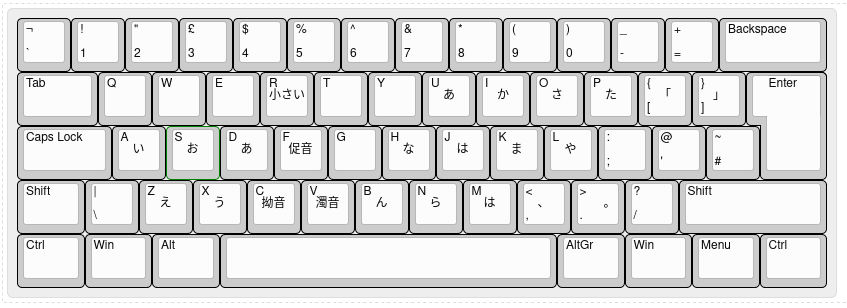 ¬ ! " £ $ % ^ & * ( ) _ + Backspace
` 1 2 3 4 5 6 7 8 9 0 - =
Tab Q W E R T Y U I O P { } Enter
小さい あ か さ た 「 」
[ ]
Caps Lock A S D F G H J K L : @ ~
い お あ 促音 な は ま や
; ' #
Shift | Z X C V B N M < > ? Shift
え う 拗音 濁音 ん ら は 、 。
\ , . /
Ctrl Win Alt AltGr Win Menu Ctrl